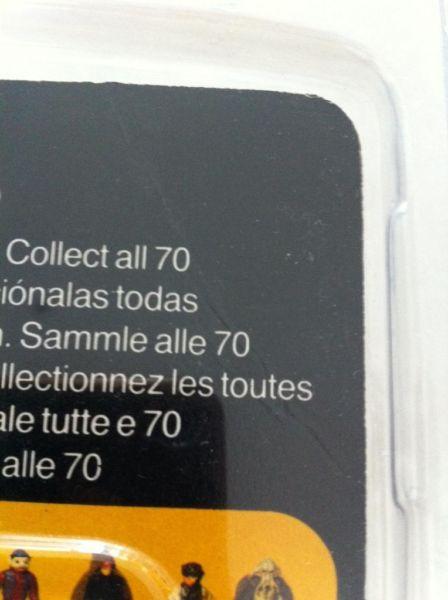 Collect all 70
iónalas todas
. Sammle alle 70
llectionnez les toutes
ale tutte e 70
alle 70